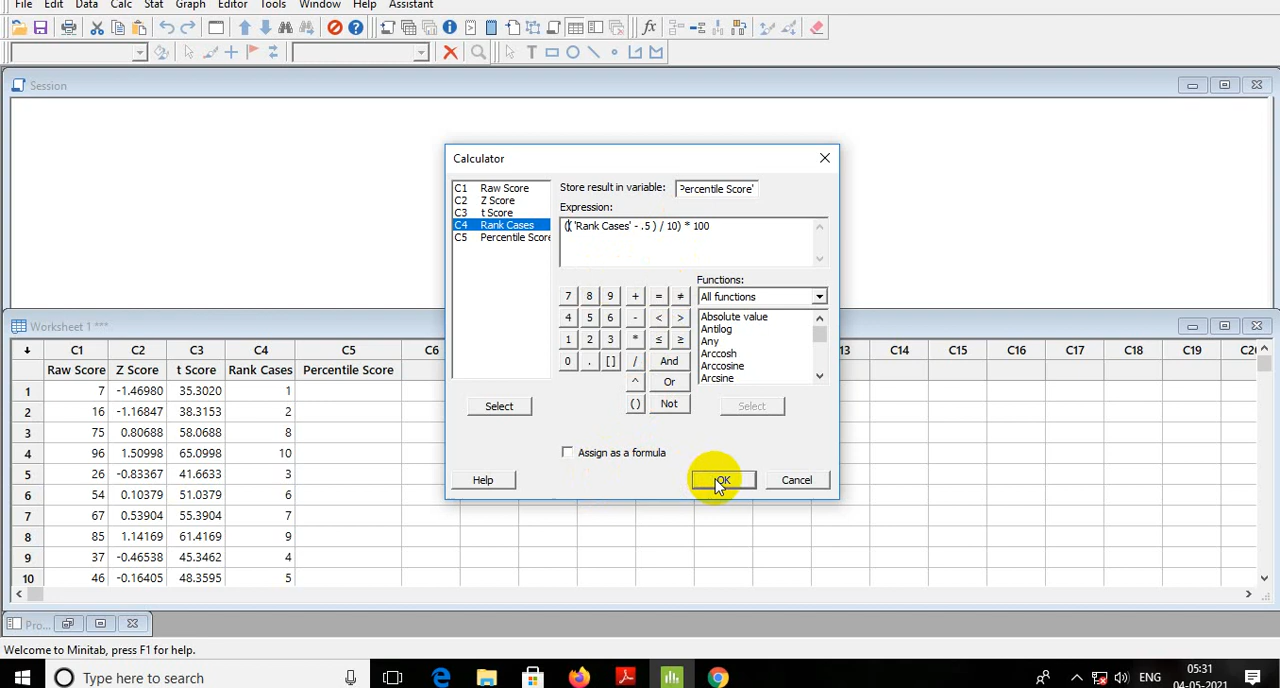 File Edit Data Calc Stat Graph Editor Tools Window Help Assistant
Session
Calculator
C1 Raw Score
C2 Z Score
C3 t Score
C4 Rank Cases
C5 Percentile Score
Store result in variable: Percentile Score'
Expression:
(( 'Rank Cases' - .5 ) / 10) * 100
Functions:
7 8 9 + = ≠ All functions
4 5 6 - < > Absolute value
Antilog
1 2 3 * ≤ ≥ Any
Arccosh
0 . [] / And Arccosine
^ Or Arcsine
Select () Not Select
Assign as a formula
Help OK Cancel
Worksheet 1 ***
C1 C2 C3 C4 C5 C6 13 C14 C15 C16 C17 C18 C19 C20
Raw Score Z Score t Score Rank Cases Percentile Score
1 7 -1.46980 35.3020 1
2 16 -1.16847 38.3153 2
3 75 0.80688 58.0688 8
4 96 1.50998 65.0998 10
5 26 -0.83367 41.6633 3
6 54 0.10379 51.0379 6
7 67 0.53904 55.3904 7
8 85 1.14169 61.4169 9
9 37 -0.46538 45.3462 4
10 46 -0.16405 48.3595 5
Pro...
Welcome to Minitab, press F1 for help.
Type here to search
ENG
05:31
04-05-2021